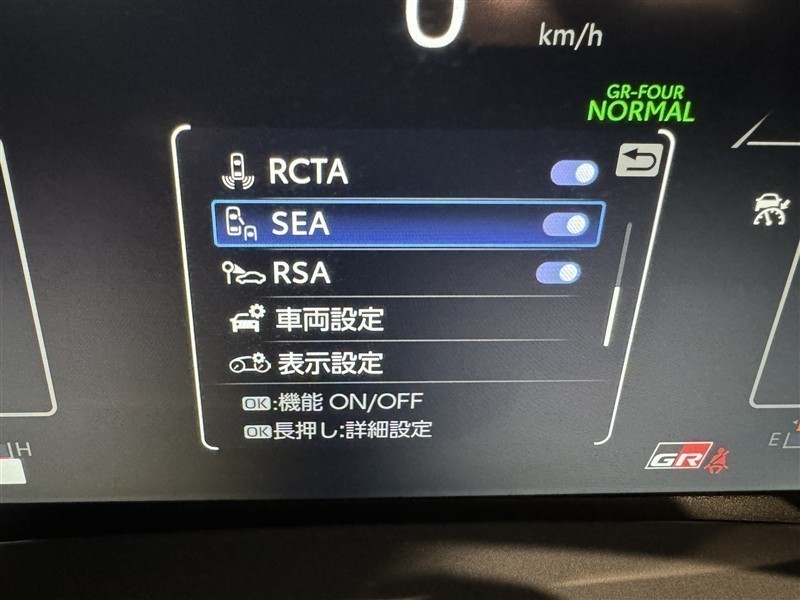 0
km/h
GR-FOUR
NORMAL
RCTA
SEA
RSA
車両設定
表示設定
OK:機能 ON/OFF
OK長押し:詳細設定
H
GR
E